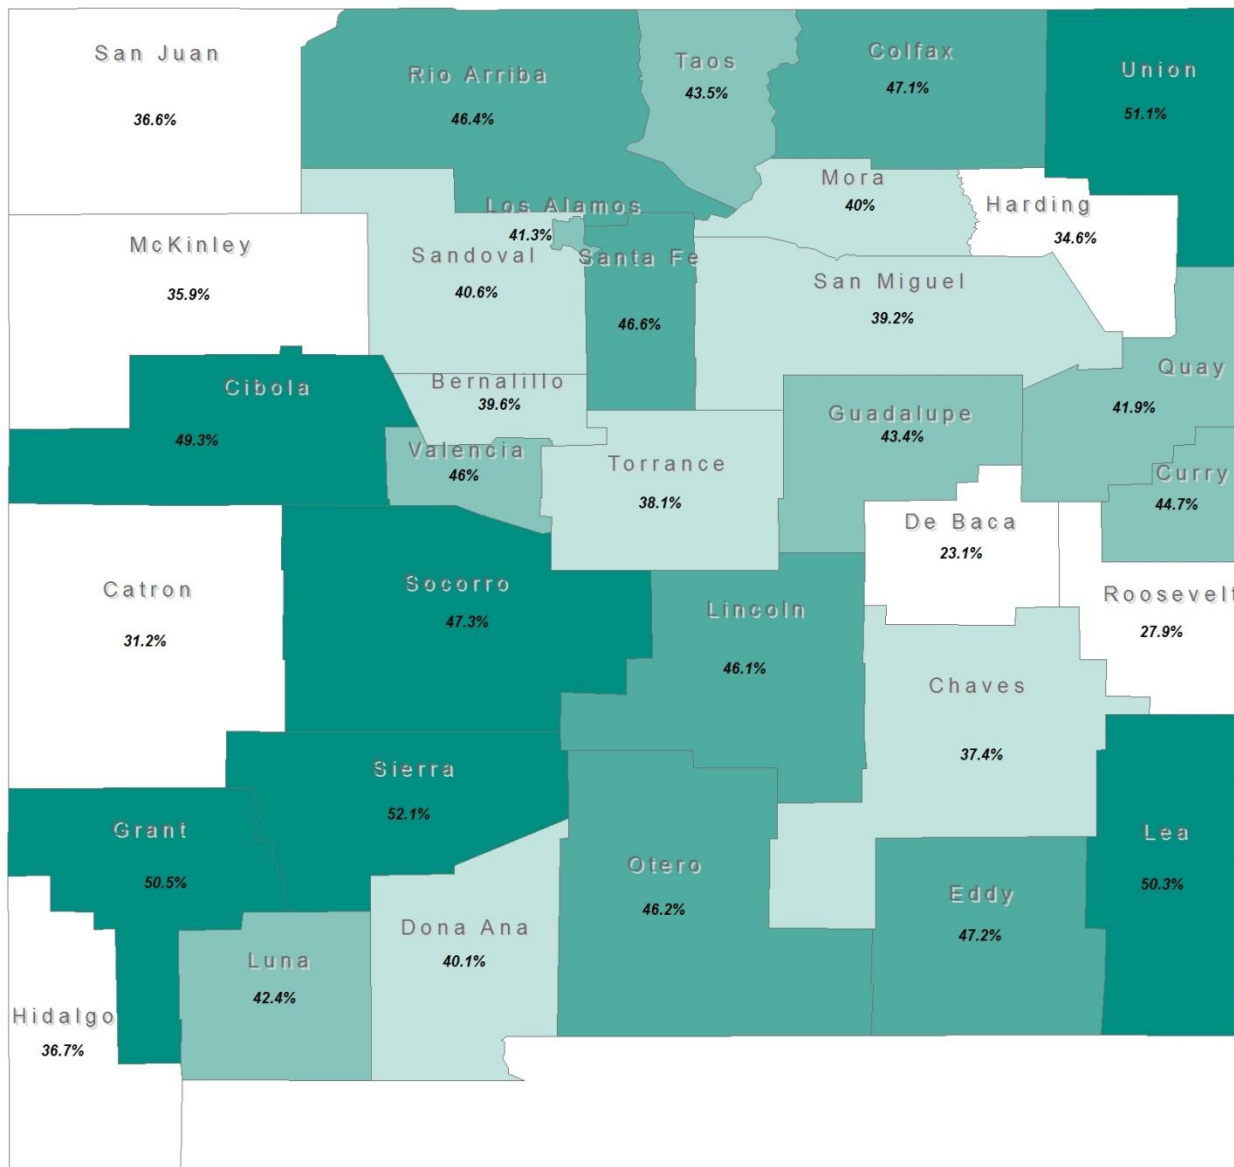 San Juan
36.6%
Rio Arriba
46.4%
Taos
43.5%
Colfax
47.1%
Union
51.1%
Mora
40%
Harding
34.6%
Los Alamos
41.3%
McKinley
35.9%
Sandoval
40.6%
Santa Fe
46.6%
San Miguel
39.2%
Quay
41.9%
Cibola
49.3%
Bernalillo
39.6%
Valencia
46%
Torrance
38.1%
Guadalupe
43.4%
Curry
44.7%
De Baca
23.1%
Roosevelt
27.9%
Catron
31.2%
Socorro
47.3%
Lincoln
46.1%
Chaves
37.4%
Sierra
52.1%
Grant
50.5%
Otero
46.2%
Lea
50.3%
Eddy
47.2%
Dona Ana
40.1%
Luna
42.4%
Hidalgo
36.7%